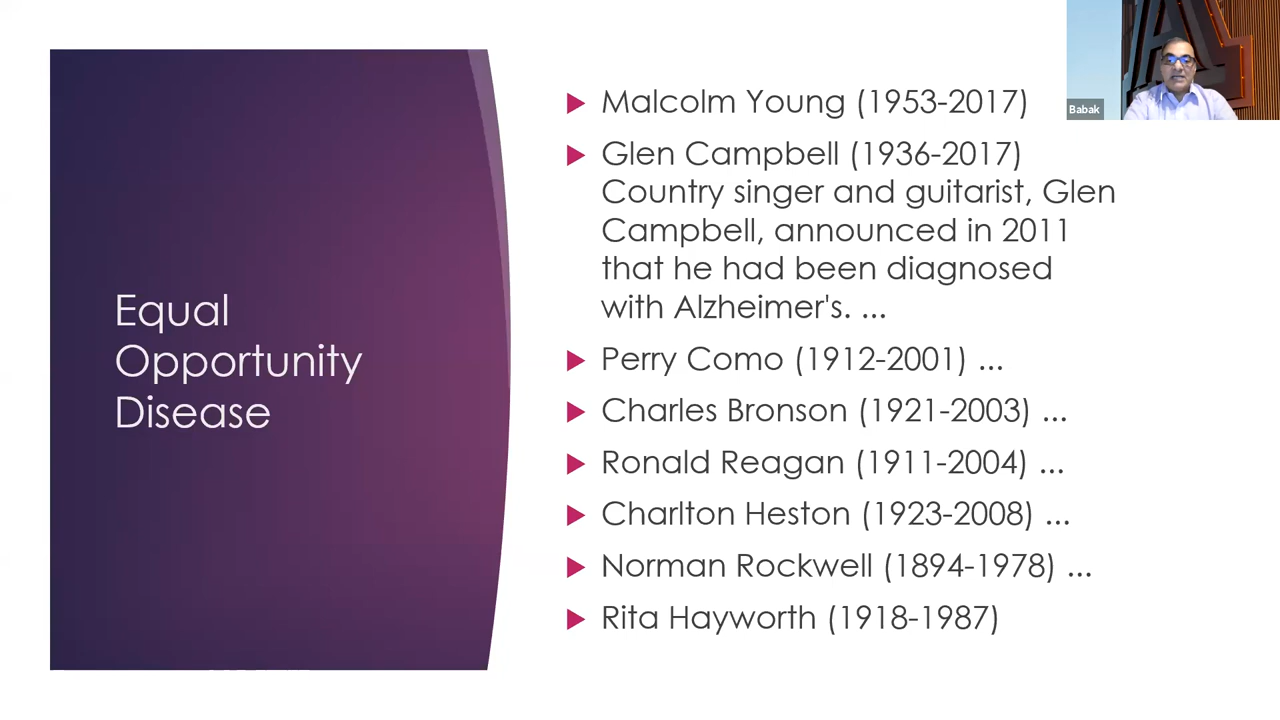 Equal
Opportunity
Disease
Malcolm Young (1953-2017)
Glen Campbell (1936-2017)
Country singer and guitarist, Glen
Campbell, announced in 2011
that he had been diagnosed
with Alzheimer's. ...
Perry Como (1912-2001) ...
Charles Bronson (1921-2003) ...
Ronald Reagan (1911-2004) ...
Charlton Heston (1923-2008) ...
Norman Rockwell (1894-1978) ...
Rita Hayworth (1918-1987)
A
Babak